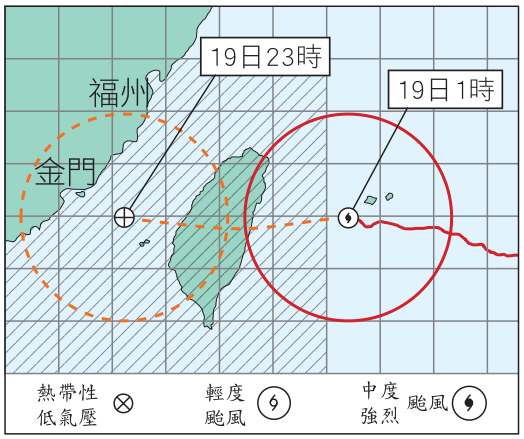 19日23時
19日1時
福州
金門
熱帶性
低氣壓
輕度
颱風
中度
強烈
颱風